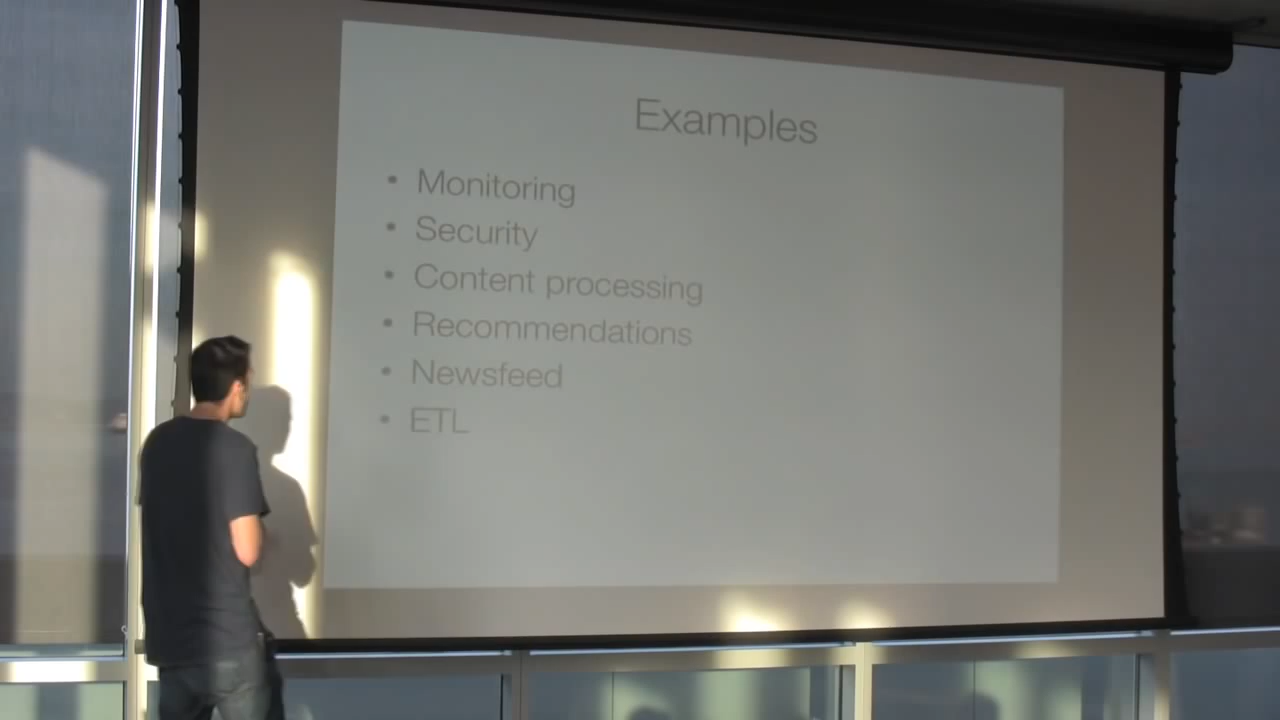 Examples
• Monitoring
• Security
• Content processing
• Recommendations
• Newsfeed
• ETL